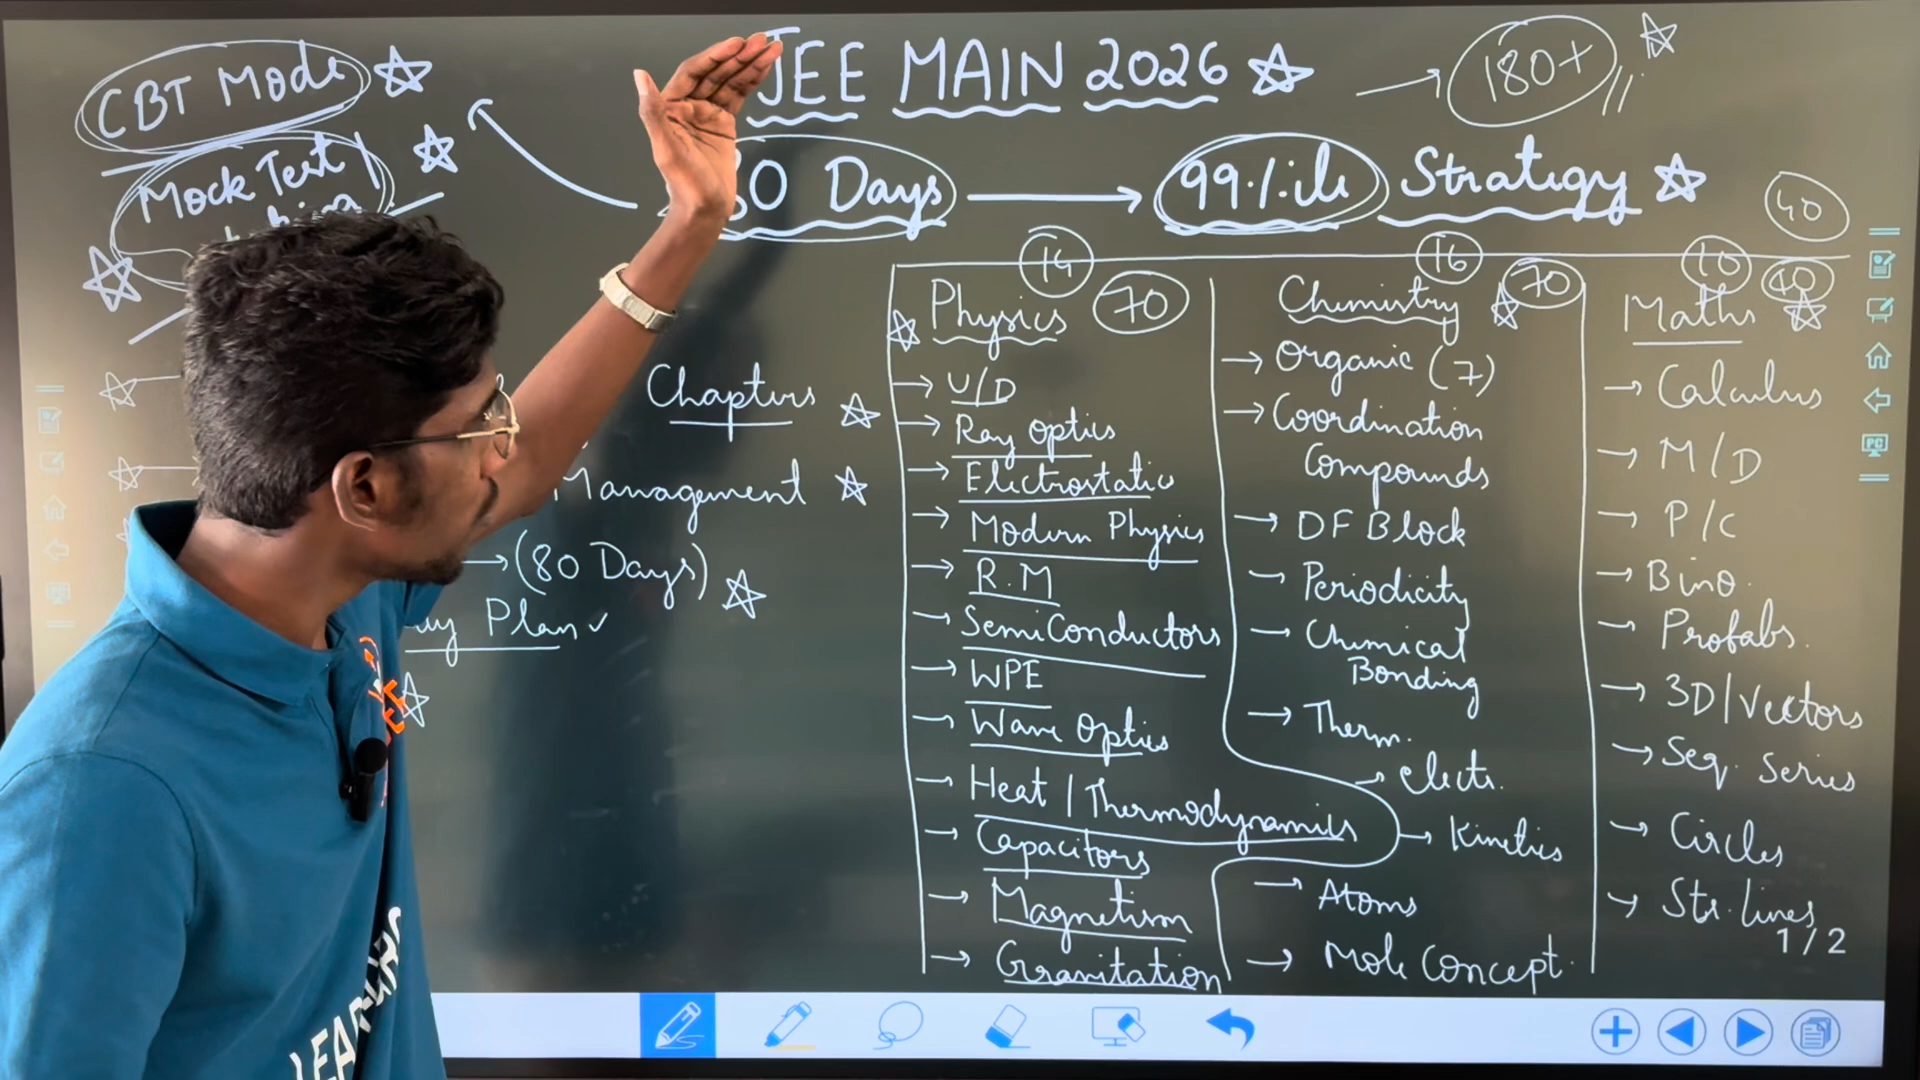 JEE MAIN 2026
180+
CBT Mode
Mock Test
80 Days
99%ile Strategy
40
14
16
10
40
Physics
70
U/D
Ray Optics
Electrostatic
Modern Physics
R.M
SemiConductors
WPE
Wave Optics
Heat / Thermodynamics
Capacitors
Magnetism
Gravitation
Chemistry
70
Organic (7)
Coordination
Compounds
DF Block
Periodicity
Chemical
Bonding
Therm.
electr.
Kinetics
Atoms
Mole Concept
Maths
Calculus
M/D
P/C
Bino.
Probab.
3D/Vectors
Seq. Series
Circles
Str. lines
1/2
Chapters
Management
(80 Days)
Plan